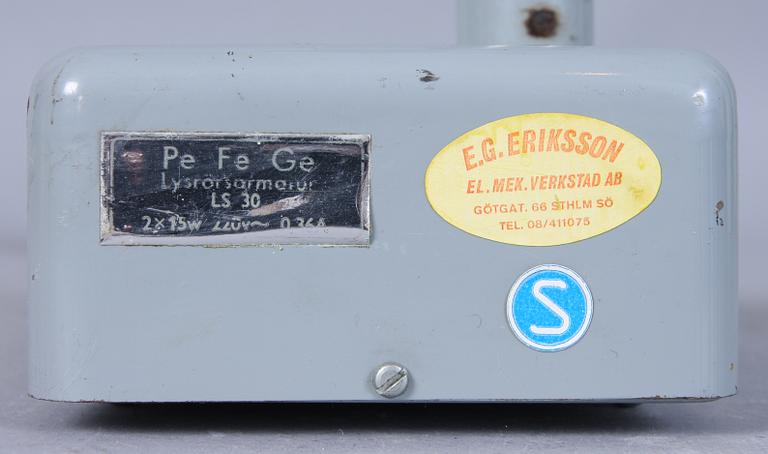 Pe Fe Ge
Lysrörsarmatur
LS 30
2×15W 220V~ 0.36A
E.G. ERIKSSON
EL. MEK. VERKSTAD AB
GÖTGAT. 66 STHLM SÖ
TEL. 08/411075
S